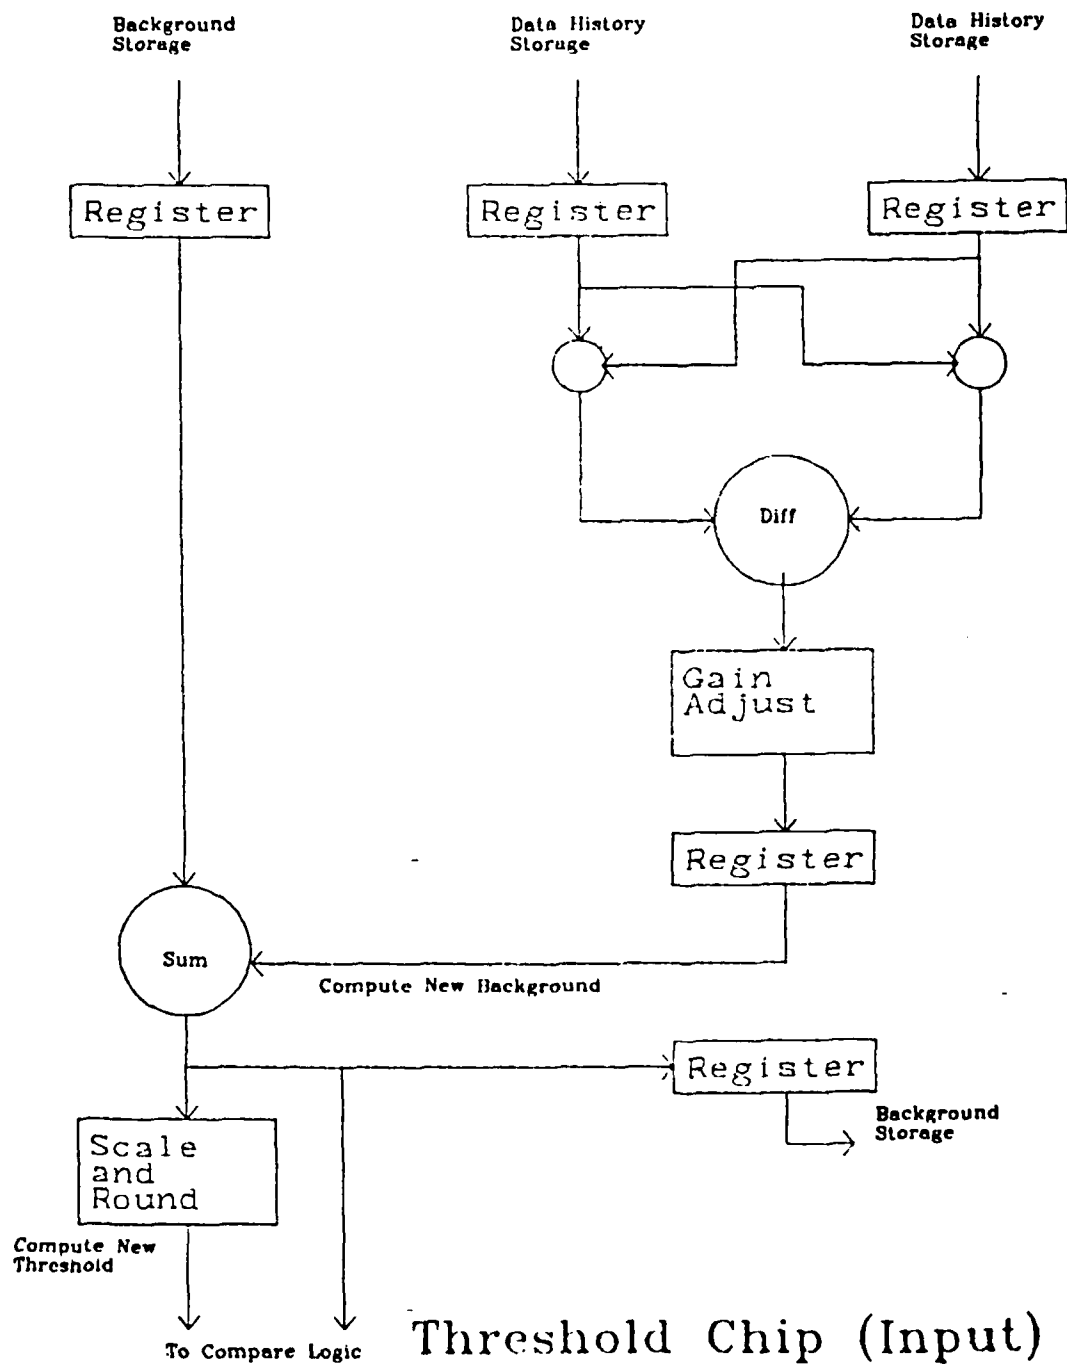 Background
Storage
Data History
Storage
Data History
Storage
Register
Register
Register
Diff
Gain
Adjust
Register
Sum
Compute New Background
Register
Background
Storage
Scale
and
Round
Compute New
Threshold
To Compare Logic
Threshold Chip (Input)